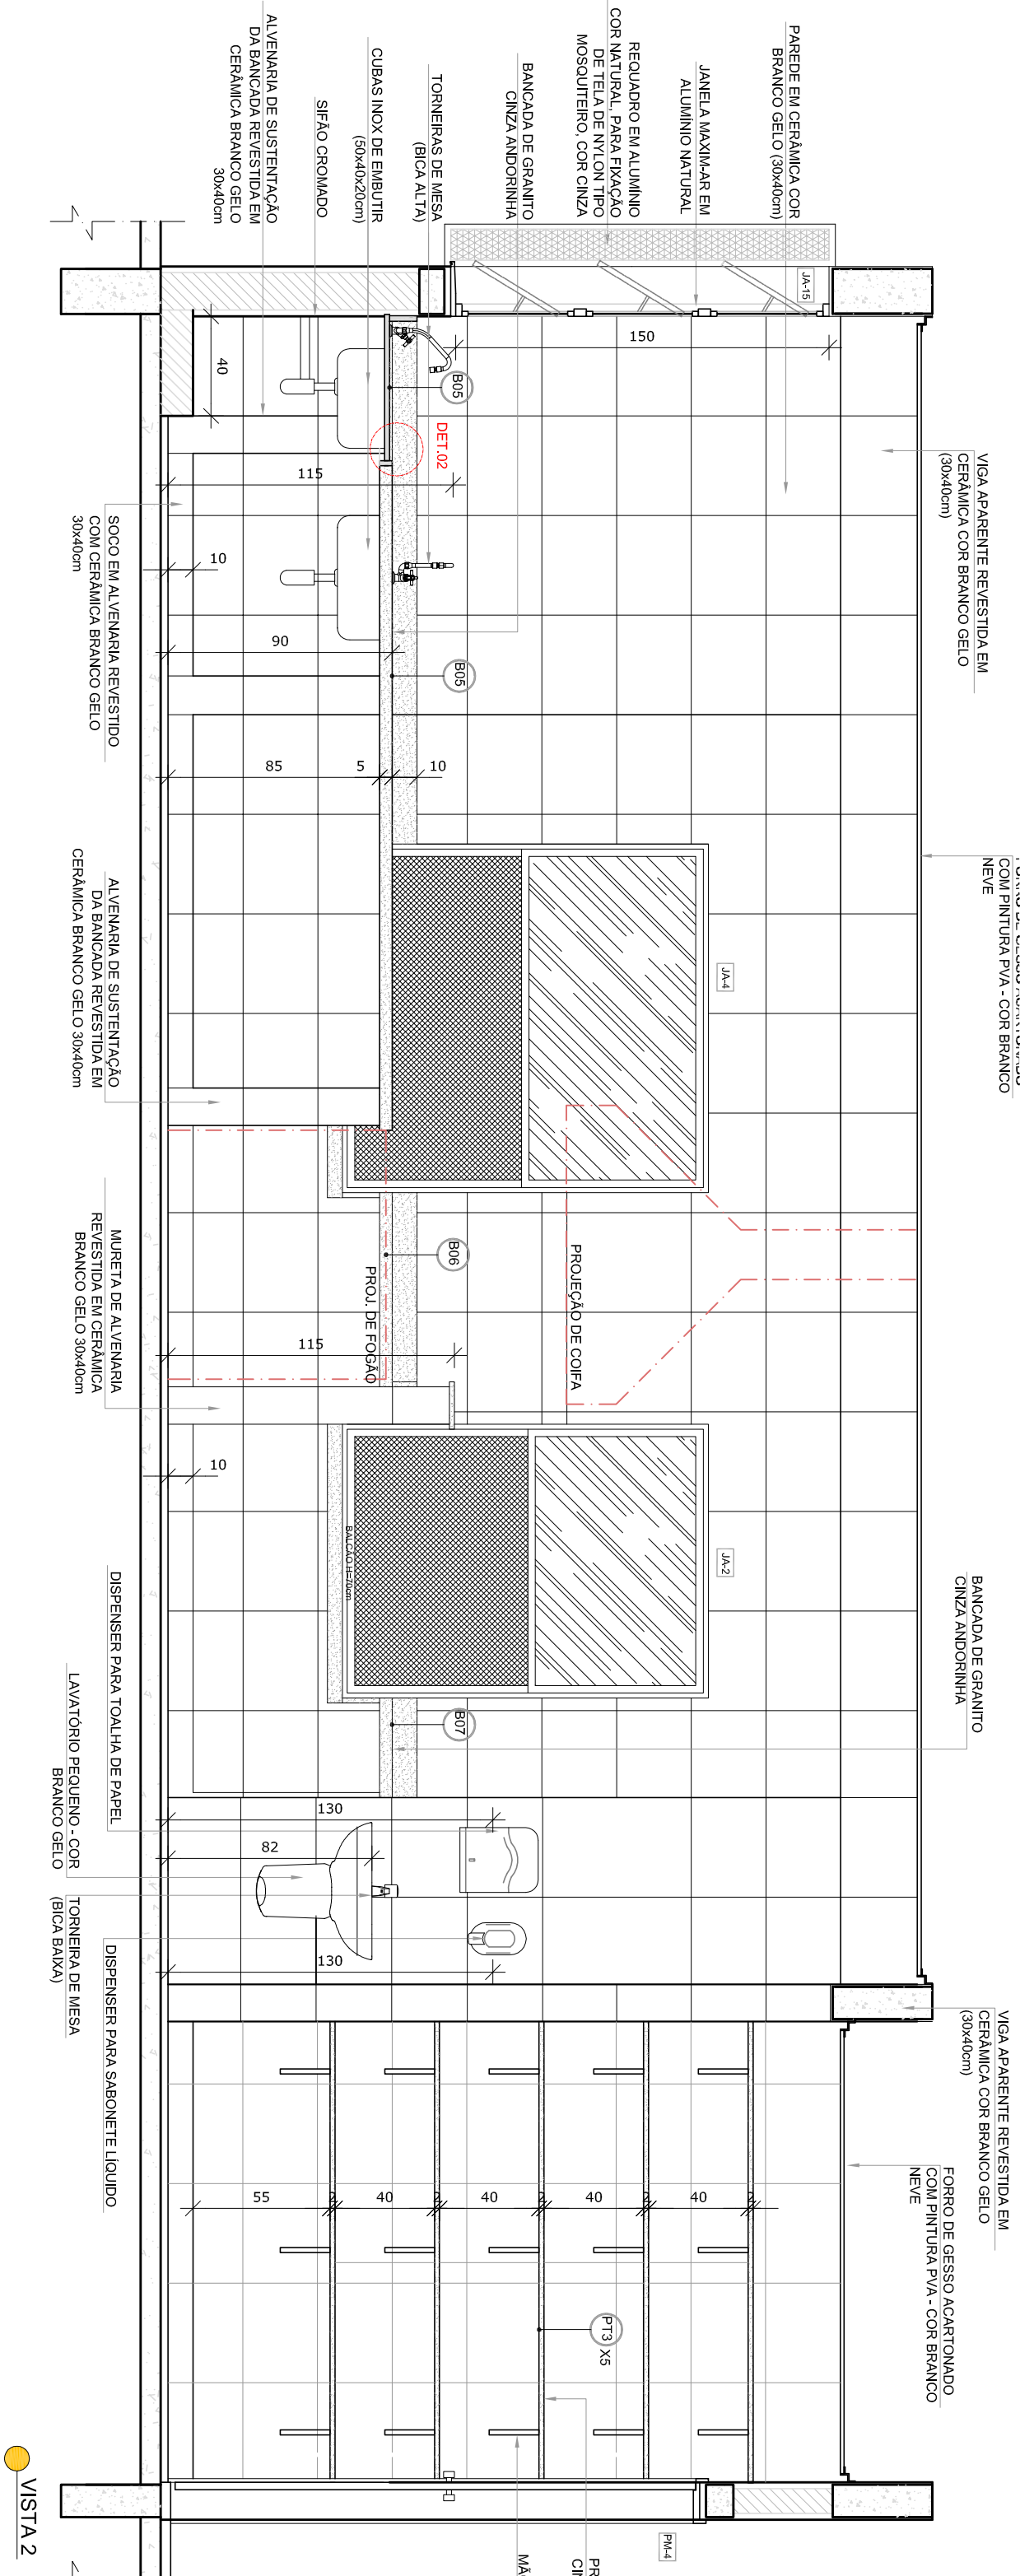 ALVENARIA DE SUSTENTAÇÃO
DA BANCADA REVESTIDA EM
CERÂMICA BRANCO GELO
30x40cm
SIFÃO CROMADO
CUBAS INOX DE EMBUTIR
(50x40x20cm)
TORNEIRAS DE MESA
(BICA ALTA)
BANCADA DE GRANITO
CINZA ANDORINHA
REQUADRO EM ALUMÍNIO
COR NATURAL, PARA FIXAÇÃO
DE TELA DE NYLON TIPO
MOSQUITEIRO, COR CINZA
JANELA MAXIM-AR EM
ALUMÍNIO NATURAL
PAREDE EM CERÂMICA COR
BRANCO GELO (30x40cm)
JA-15
150
40
B05
DET.02
115
10
90
B05
85
5
10
VIGA APARENTE REVESTIDA EM
CERÂMICA COR BRANCO GELO
(30x40cm)
SOCO EM ALVENARIA REVESTIDO
COM CERÂMICA BRANCO GELO
30x40cm
COM PINTURA PVA - COR BRANCO
NEVE
JA-4
ALVENARIA DE SUSTENTAÇÃO
DA BANCADA REVESTIDA EM
CERÂMICA BRANCO GELO 30x40cm
B06
PROJ. DE FOGÃO
PROJEÇÃO DE COIFA
115
MURETA DE ALVENARIA
REVESTIDA EM CERÂMICA
BRANCO GELO 30x40cm
10
BALCÃO H=70cm
JA-2
B07
BANCADA DE GRANITO
CINZA ANDORINHA
DISPENSER PARA TOALHA DE PAPEL
LAVATÓRIO PEQUENO - COR
BRANCO GELO
130
82
130
TORNEIRA DE MESA
(BICA BAIXA)
DISPENSER PARA SABONETE LÍQUIDO
VIGA APARENTE REVESTIDA EM
CERÂMICA COR BRANCO GELO
(30x40cm)
FORRO DE GESSO ACARTONADO
COM PINTURA PVA - COR BRANCO
NEVE
55
2
40
2
40
2
40
2
40
2
PT3 X5
PM-4
VISTA 2